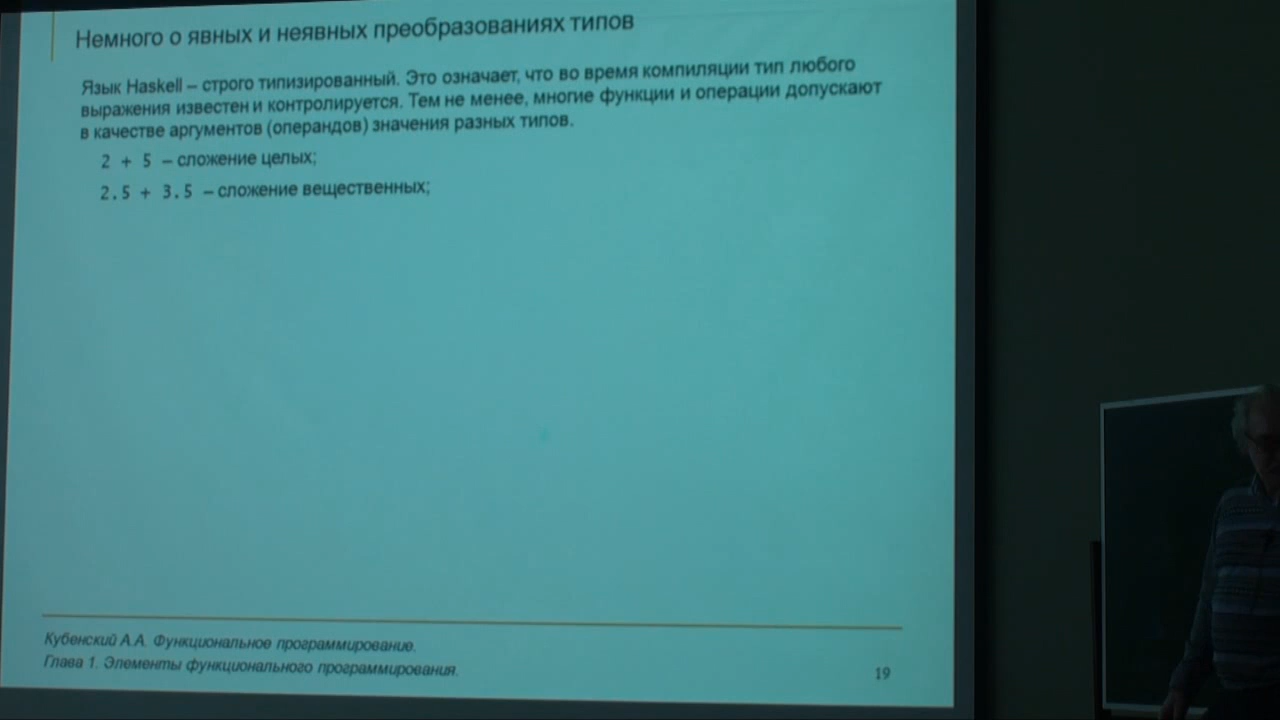 Немного о явных и неявных преобразованиях типов
Язык Haskell – строго типизированный. Это означает, что во время компиляции тип любого
выражения известен и контролируется. Тем не менее, многие функции и операции допускают
в качестве аргументов (операндов) значения разных типов.
2 + 5 – сложение целых;
2.5 + 3.5 – сложение вещественных;
Кубенский А.А. Функциональное программирование.
Глава 1. Элементы функционального программирования.
19